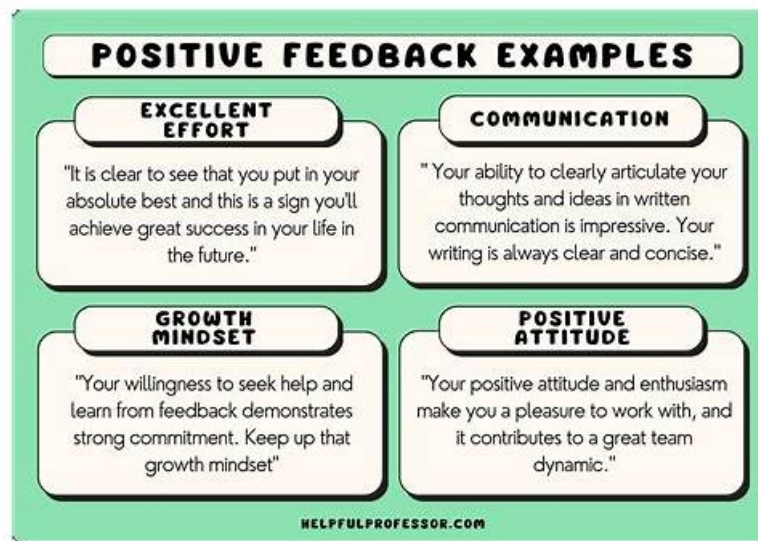 POSITIVE FEEDBACK EXAMPLES
EXCELLENT
EFFORT
"It is clear to see that you put in your
absolute best and this is a sign you'll
achieve great success in your life in
the future."
COMMUNICATION
" Your ability to clearly articulate your
thoughts and ideas in written
communication is impressive. Your
writing is always clear and concise."
GROWTH
MINDSET
"Your willingness to seek help and
learn from feedback demonstrates
strong commitment. Keep up that
growth mindset"
POSITIVE
ATTITUDE
"Your positive attitude and enthusiasm
make you a pleasure to work with, and
it contributes to a great team
dynamic."
HELPFULPROFESSOR.COM